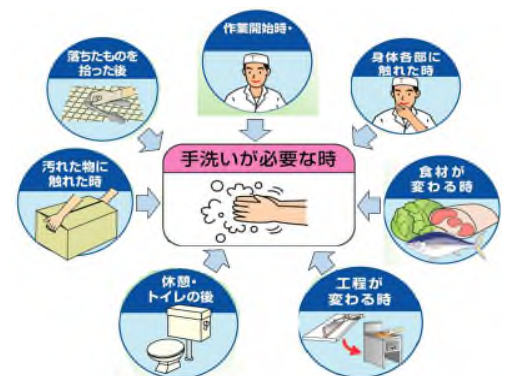 作業開始時・
落ちたものを
拾った後
身体各部に
触れた時
手洗いが必要な時
汚れた物に
触れた時
食材が
変わる時
休憩・
トイレの後
工程が
変わる時